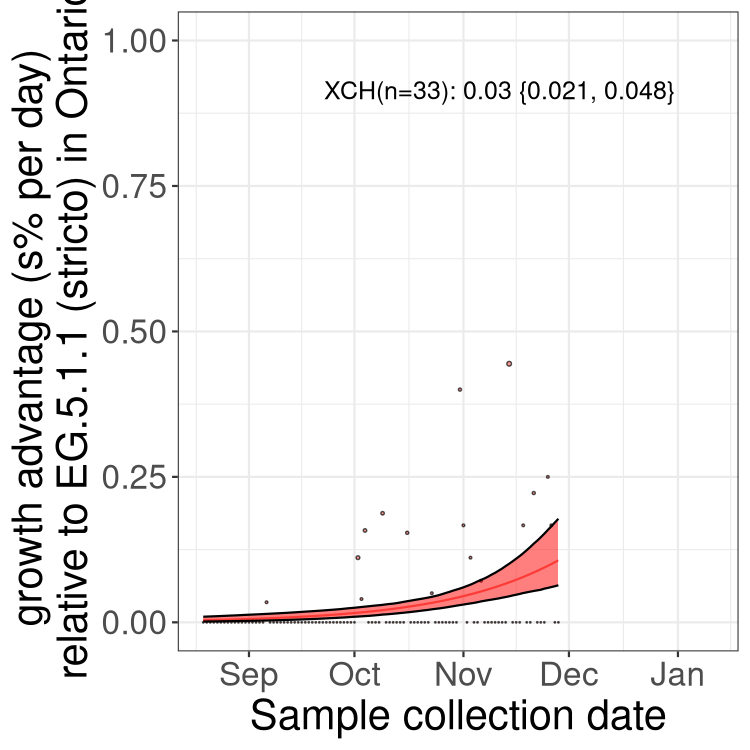 growth advantage (s% per day)
relative to EG.5.1.1 (stricto) in Ontario
1.00
0.75
0.50
0.25
0.00
XCH(n=33): 0.03 {0.021, 0.048}
Sep Oct Nov Dec Jan
Sample collection date